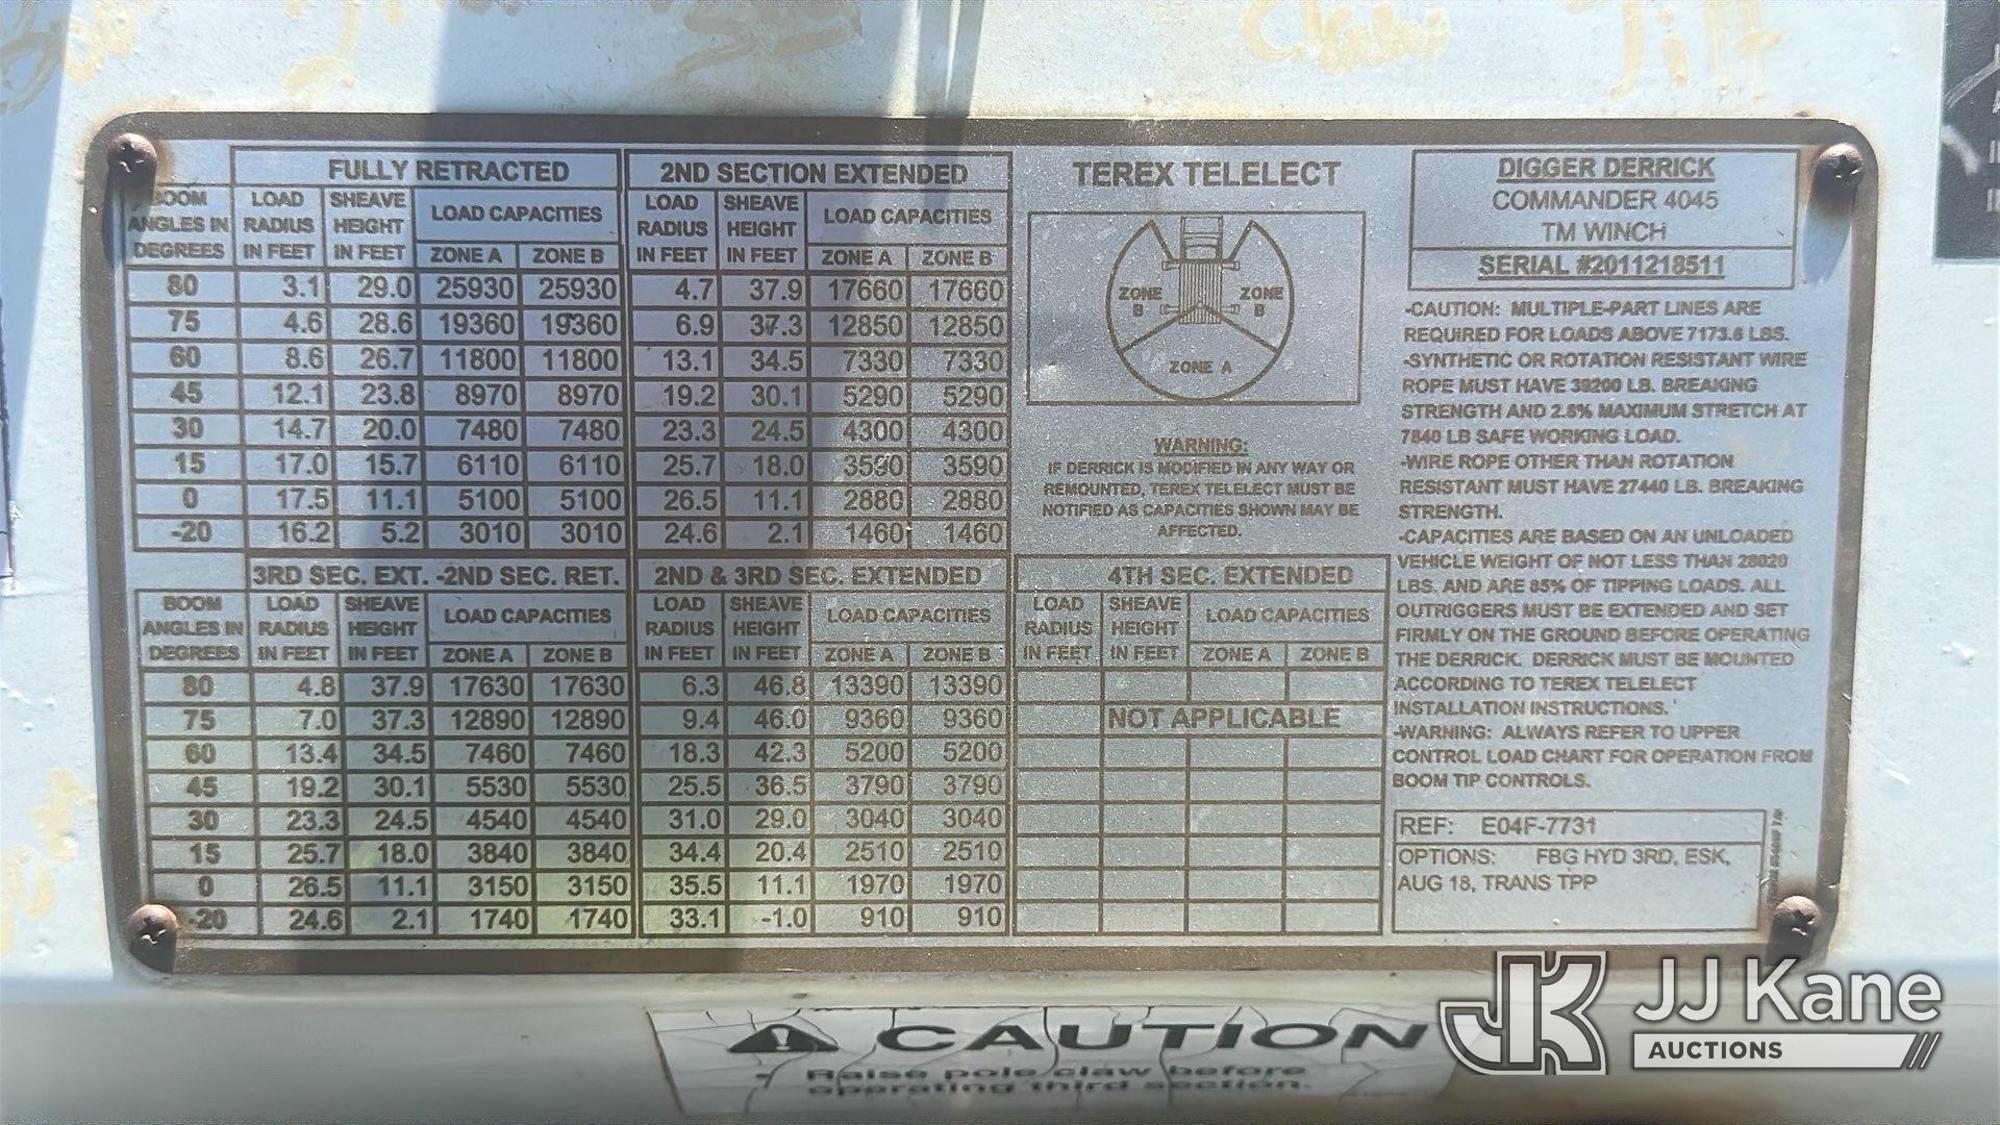 FULLY RETRACTED
BOOM ANGLES IN DEGREES | LOAD RADIUS IN FEET | SHEAVE HEIGHT IN FEET | LOAD CAPACITIES
ZONE A | ZONE B
80 3.1 29.0 25930 25930
75 4.6 28.6 19360 19360
60 8.6 26.7 11800 11800
45 12.1 23.8 8970 8970
30 14.7 20.0 7480 7480
15 17.0 15.7 6110 6110
0 17.5 11.1 5100 5100
-20 16.2 5.2 3010 3010
2ND SECTION EXTENDED
LOAD RADIUS IN FEET | SHEAVE HEIGHT IN FEET | LOAD CAPACITIES
ZONE A | ZONE B
4.7 37.9 17660 17660
6.9 37.3 12850 12850
13.1 34.5 7330 7330
19.2 30.1 5290 5290
23.3 24.5 4300 4300
25.7 18.0 3590 3590
26.5 11.1 2880 2880
24.6 2.1 1460 1460
3RD SEC. EXT. -2ND SEC. RET.
BOOM ANGLES IN DEGREES | LOAD RADIUS IN FEET | SHEAVE HEIGHT IN FEET | LOAD CAPACITIES
ZONE A | ZONE B
80 4.8 37.9 17630 17630
75 7.0 37.3 12890 12890
60 13.4 34.5 7460 7460
45 19.2 30.1 5530 5530
30 23.3 24.5 4540 4540
15 25.7 18.0 3840 3840
0 26.5 11.1 3150 3150
-20 24.6 2.1 1740 1740
2ND & 3RD SEC. EXTENDED
LOAD RADIUS IN FEET | SHEAVE HEIGHT IN FEET | LOAD CAPACITIES
ZONE A | ZONE B
6.3 46.8 13390 13390
9.4 46.0 9360 9360
18.3 42.3 5200 5200
25.5 36.5 3790 3790
31.0 29.0 3040 3040
34.4 20.4 2510 2510
35.5 11.1 1970 1970
33.1 -1.0 910 910
TEREX TELELECT
ZONE B
ZONE B
ZONE A
WARNING:
IF DERRICK IS MODIFIED IN ANY WAY OR
REMOUNTED, TEREX TELELECT MUST BE
NOTIFIED AS CAPACITIES SHOWN MAY BE
AFFECTED.
4TH SEC. EXTENDED
LOAD RADIUS IN FEET | SHEAVE HEIGHT IN FEET | LOAD CAPACITIES
ZONE A | ZONE B
NOT APPLICABLE
DIGGER DERRICK
COMMANDER 4045
TM WINCH
SERIAL #2011218511
-CAUTION: MULTIPLE-PART LINES ARE
REQUIRED FOR LOADS ABOVE 7173.6 LBS.
-SYNTHETIC OR ROTATION RESISTANT WIRE
ROPE MUST HAVE 39200 LB. BREAKING
STRENGTH AND 2.5% MAXIMUM STRETCH AT
7840 LB SAFE WORKING LOAD.
-WIRE ROPE OTHER THAN ROTATION
RESISTANT MUST HAVE 27440 LB. BREAKING
STRENGTH.
-CAPACITIES ARE BASED ON AN UNLOADED
VEHICLE WEIGHT OF NOT LESS THAN 28020
LBS. AND ARE 85% OF TIPPING LOADS. ALL
OUTRIGGERS MUST BE EXTENDED AND SET
FIRMLY ON THE GROUND BEFORE OPERATING
THE DERRICK. DERRICK MUST BE MOUNTED
ACCORDING TO TEREX TELELECT
INSTALLATION INSTRUCTIONS.
-WARNING: ALWAYS REFER TO UPPER
CONTROL LOAD CHART FOR OPERATION FROM
BOOM TIP CONTROLS.
REF: E04F-7731
OPTIONS: FBG HYD 3RD, ESK,
AUG 18, TRANS TPP
CAUTION
Raise pole claw before
operating third section.
JK JJ Kane
AUCTIONS